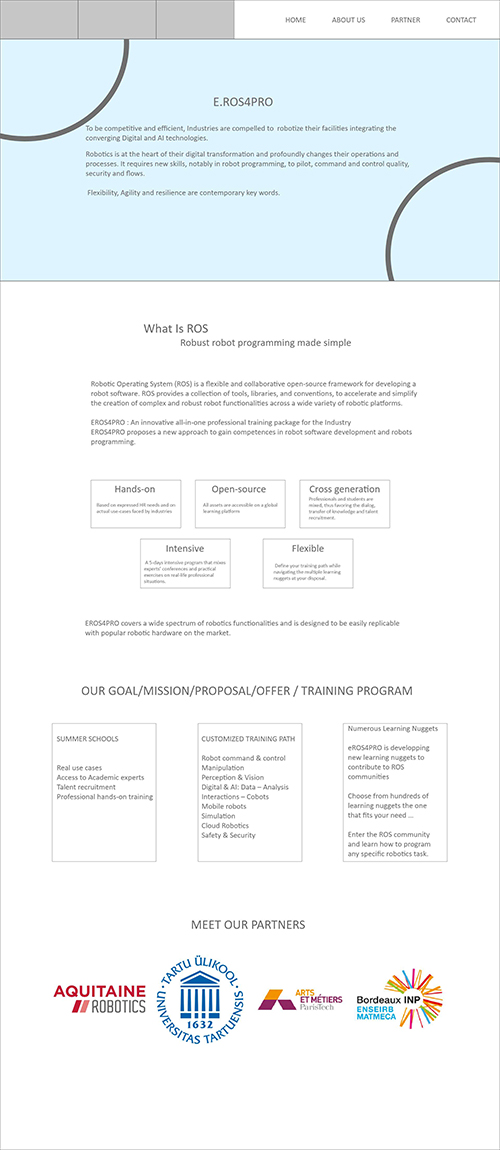 HOME ABOUT US PARTNER CONTACT
E.ROS4PRO
To be competitive and efficient, Industries are compelled to robotize their facilities integrating the
converging Digital and AI technologies.
Robotics is at the heart of their digital transformation and profoundly changes their operations and
processes. It requires new skills, notably in robot programming, to pilot, command and control quality,
security and flows.
Flexibility, Agility and resilience are contemporary key words.
What Is ROS
Robust robot programming made simple
Robotic Operating System (ROS) is a flexible and collaborative open-source framework for developing a
robot software. ROS provides a collection of tools, libraries, and conventions, to accelerate and simplify
the creation of complex and robust robot functionalities across a wide variety of robotic platforms.
EROS4PRO : An innovative all-in-one professional training package for the Industry
EROS4PRO proposes a new approach to gain competences in robot software development and robots
programming.
Hands-on
Based on expressed HR needs and on
actual use cases faced by industries
Open-source
All assets are accessible on a global
learning platform
Cross generation
Professionals and students are
mixed, thus favoring the dialog,
transfer of knowledge and talent
recruitment.
Intensive
A 5-days intensive program that mixes
experts' conferences and practical
exercises on real life professional
situations.
Flexible
Define your training path while
navigating the multiple learning
nuggets at your disposal.
EROS4PRO covers a wide spectrum of robotics functionalities and is designed to be easily replicable
with popular robotic hardware on the market.
OUR GOAL/MISSION/PROPOSAL/OFFER / TRAINING PROGRAM
SUMMER SCHOOLS
Real use cases
Access to Academic experts
Talent recruitment
Professional hands-on training
CUSTOMIZED TRAINING PATH
Robot command & control
Manipulation
Perception & Vision
Digital & AI: Data – Analysis
Interactions – Cobots
Mobile robots
Simulation
Cloud Robotics
Safety & Security
Numerous Learning Nuggets
eROS4PRO is developping
new learning nuggets to
contribute to ROS
communities
Choose from hundreds of
learning nuggets the one
that fits your need ...
Enter the ROS community
and learn how to program
any specific robotics task.
MEET OUR PARTNERS
AQUITAINE
ROBOTICS
TARTU ÜLIKOOL
UNIVERSITAS TARTUENSIS
1632
ARTS
ET MÉTIERS
ParisTech
Bordeaux INP
ENSEIRB
MATMECA